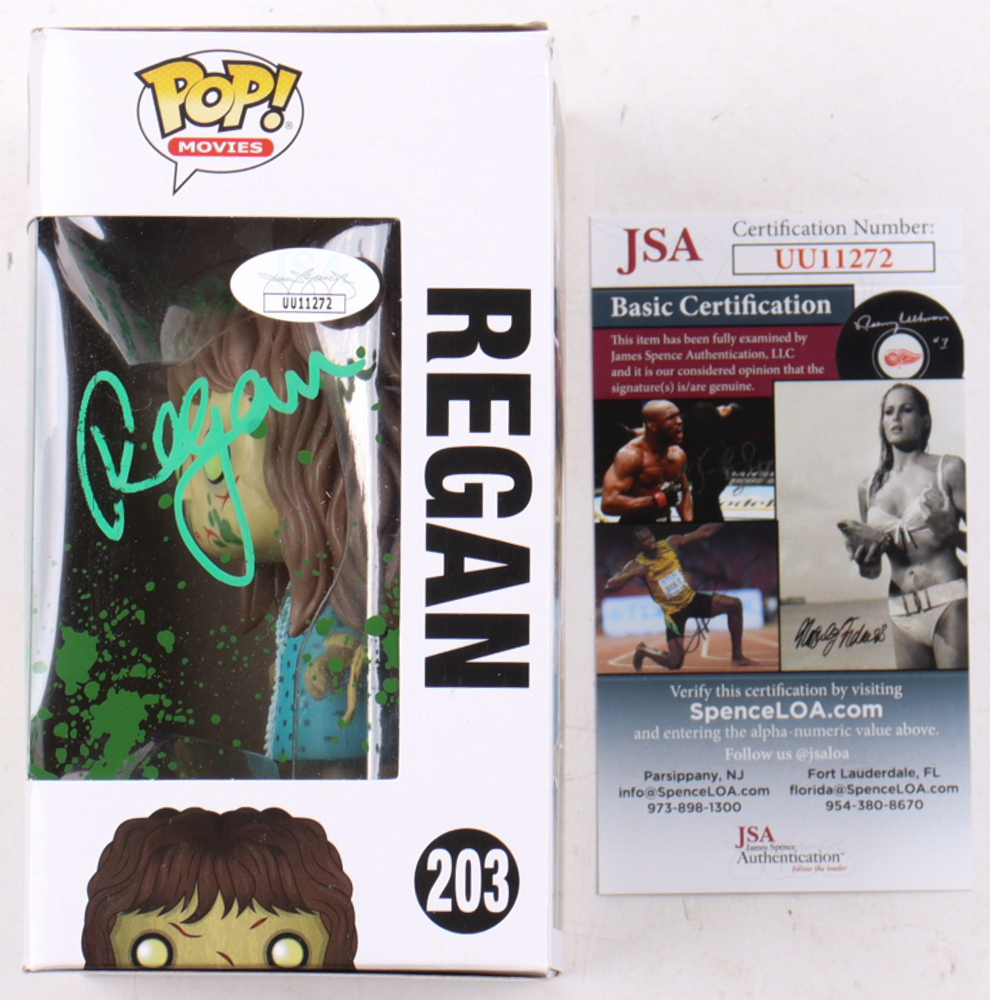 POP!
MOVIES
UU11272
Regan
REGAN
203
JSA
Certification Number:
UU11272
Basic Certification
This item has been fully examined by
James Spence Authentication, LLC
and it is our considered opinion that the
signature(s) is/are genuine.
Verify this certification by visiting
SpenceLOA.com
and entering the alpha-numeric value above.
Follow us @jsaloa
Parsippany, NJ
info@SpenceLOA.com
973-898-1300
Fort Lauderdale, FL
florida@SpenceLOA.com
954-380-8670
JSA
James Spence
Authentication
follow the leader